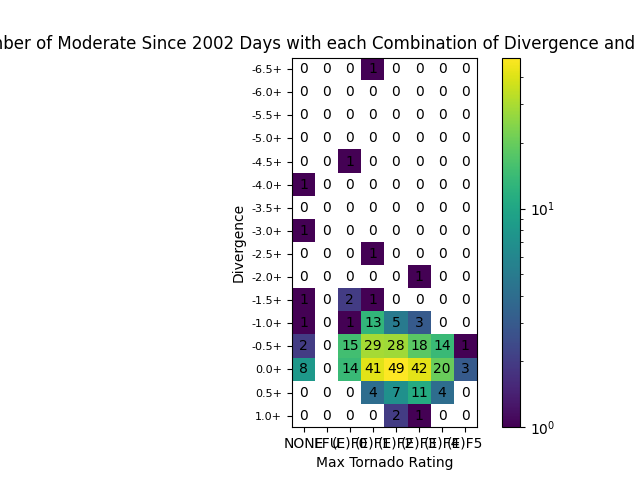 ber of Moderate Since 2002 Days with each Combination of Divergence and
-6.5+ 0 0 0 1 0 0 0 0
-6.0+ 0 0 0 0 0 0 0 0
-5.5+ 0 0 0 0 0 0 0 0
-5.0+ 0 0 0 0 0 0 0 0
-4.5+ 0 0 1 0 0 0 0 0
-4.0+ 1 0 0 0 0 0 0 0
-3.5+ 0 0 0 0 0 0 0 0
-3.0+ 1 0 0 0 0 0 0 0
-2.5+ 0 0 0 1 0 0 0 0
-2.0+ 0 0 0 0 0 1 0 0
-1.5+ 1 0 2 1 0 0 0 0
-1.0+ 1 0 1 13 5 3 0 0
-0.5+ 2 0 15 29 28 18 14 1
0.0+ 8 0 14 41 49 42 20 3
0.5+ 0 0 0 4 7 11 4 0
1.0+ 0 0 0 0 2 1 0 0
Divergence
NONE (E)F5
Max Tornado Rating
10^1
10^0